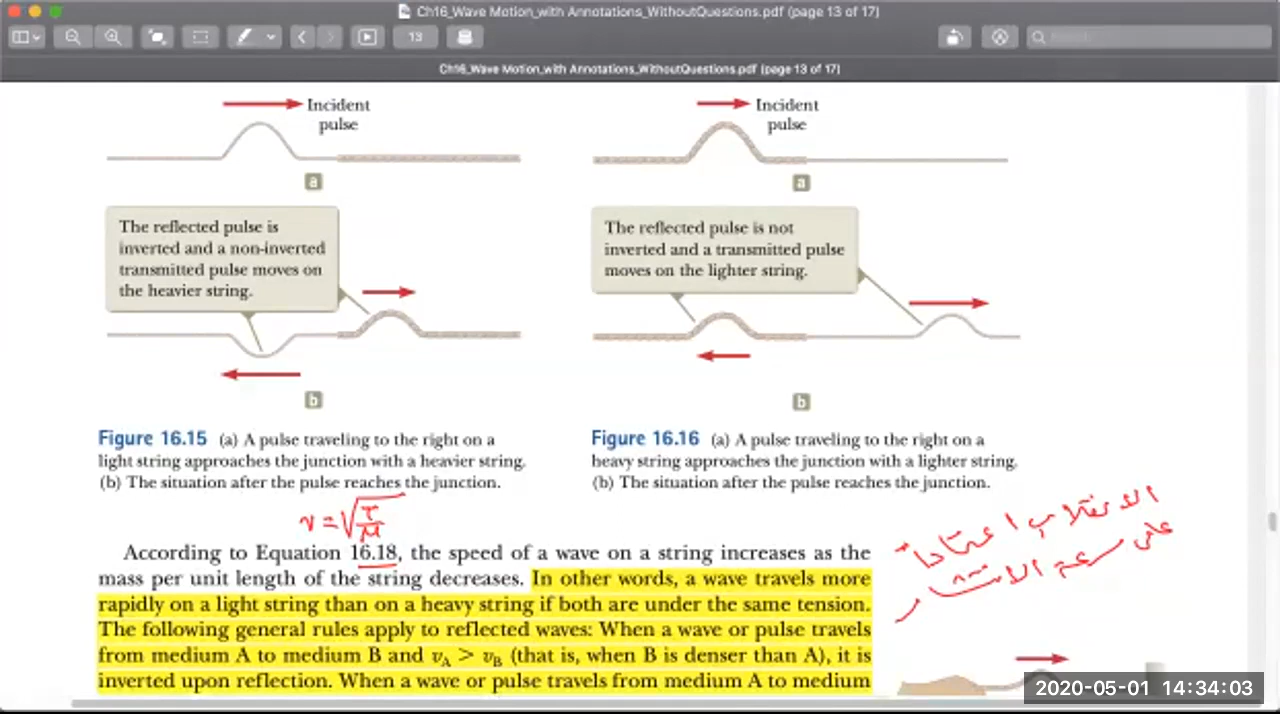 Ch16_Wave Motion_with Annotations_WithoutQuestions.pdf (page 13 of 17)
13
Ch16_Wave Motion_with Annotations_WithoutQuestions.pdf (page 13 of 17)
Incident
pulse
a
The reflected pulse is
inverted and a non-inverted
transmitted pulse moves on
the heavier string.
b
Figure 16.15 (a) A pulse traveling to the right on a
light string approaches the junction with a heavier string.
(b) The situation after the pulse reaches the junction.
Incident
pulse
a
The reflected pulse is not
inverted and a transmitted pulse
moves on the lighter string.
b
Figure 16.16 (a) A pulse traveling to the right on a
heavy string approaches the junction with a lighter string.
(b) The situation after the pulse reaches the junction.
v = √T/μ
According to Equation 16.18, the speed of a wave on a string increases as the
mass per unit length of the string decreases. In other words, a wave travels more
rapidly on a light string than on a heavy string if both are under the same tension.
The following general rules apply to reflected waves: When a wave or pulse travels
from medium A to medium B and vA > vB (that is, when B is denser than A), it is
inverted upon reflection. When a wave or pulse travels from medium A to medium
الانقلاب اعتمادا
على سرعة
2020-05-01 14:34:03